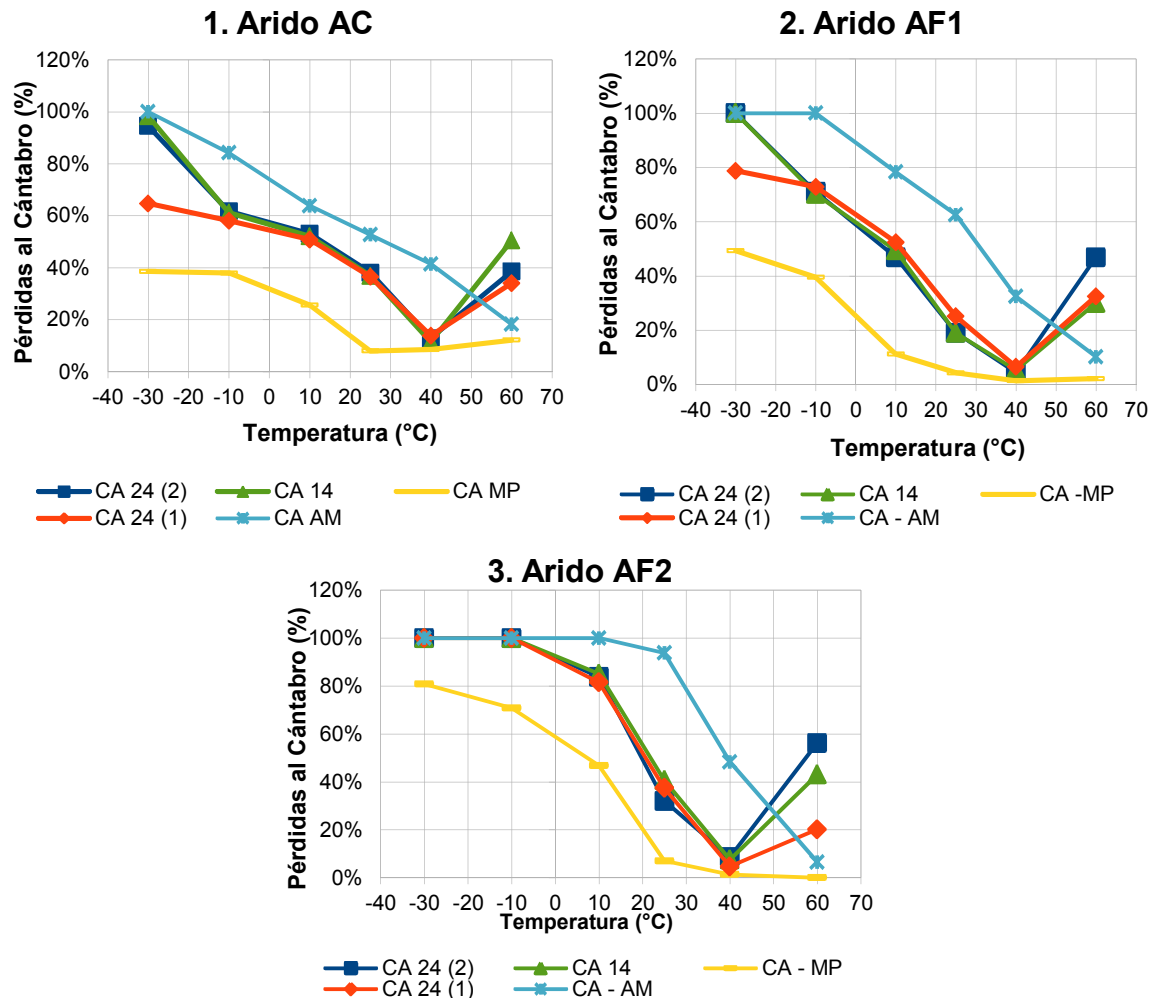 1. Arido AC
Pérdidas al Cántabro (%)
120%
100%
80%
60%
40%
20%
0%
-40 -30 -20 -10 0 10 20 30 40 50 60 70
Temperatura (°C)
CA 24 (2) CA 14 CA MP
CA 24 (1) CA AM
2. Arido AF1
Pérdidas al Cántabro (%)
120%
100%
80%
60%
40%
20%
0%
-40 -30 -20 -10 0 10 20 30 40 50 60 70
Temperatura (°C)
CA 24 (2) CA 14 CA -MP
CA 24 (1) CA - AM
3. Arido AF2
Pérdidas al Cántabro (%)
120%
100%
80%
60%
40%
20%
0%
-40 -30 -20 -10 0 10 20 30 40 50 60 70
Temperatura (°C)
CA 24 (2) CA 14 CA - MP
CA 24 (1) CA - AM